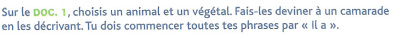 Sur le DOC. 1, choisis un animal et un végétal. Fais-les deviner à un camarade
en les décrivant. Tu dois commencer toutes tes phrases par « Il a ».